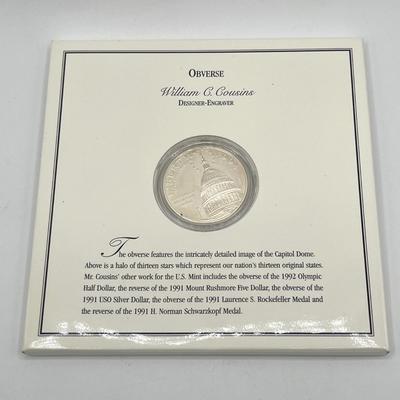 OBVERSE
William C. Cousins
DESIGNER-ENGRAVER
The obverse features the intricately detailed image of the Capitol Dome.
Above is a halo of thirteen stars which represent our nation's thirteen original states.
Mr. Cousins' other work for the U.S. Mint includes the obverse of the 1992 Olympic
Half Dollar, the reverse of the 1991 Mount Rushmore Five Dollar, the obverse of the
1991 USO Silver Dollar, the obverse of the 1991 Laurence S. Rockefeller Medal and
the reverse of the 1991 H. Norman Schwarzkopf Medal.